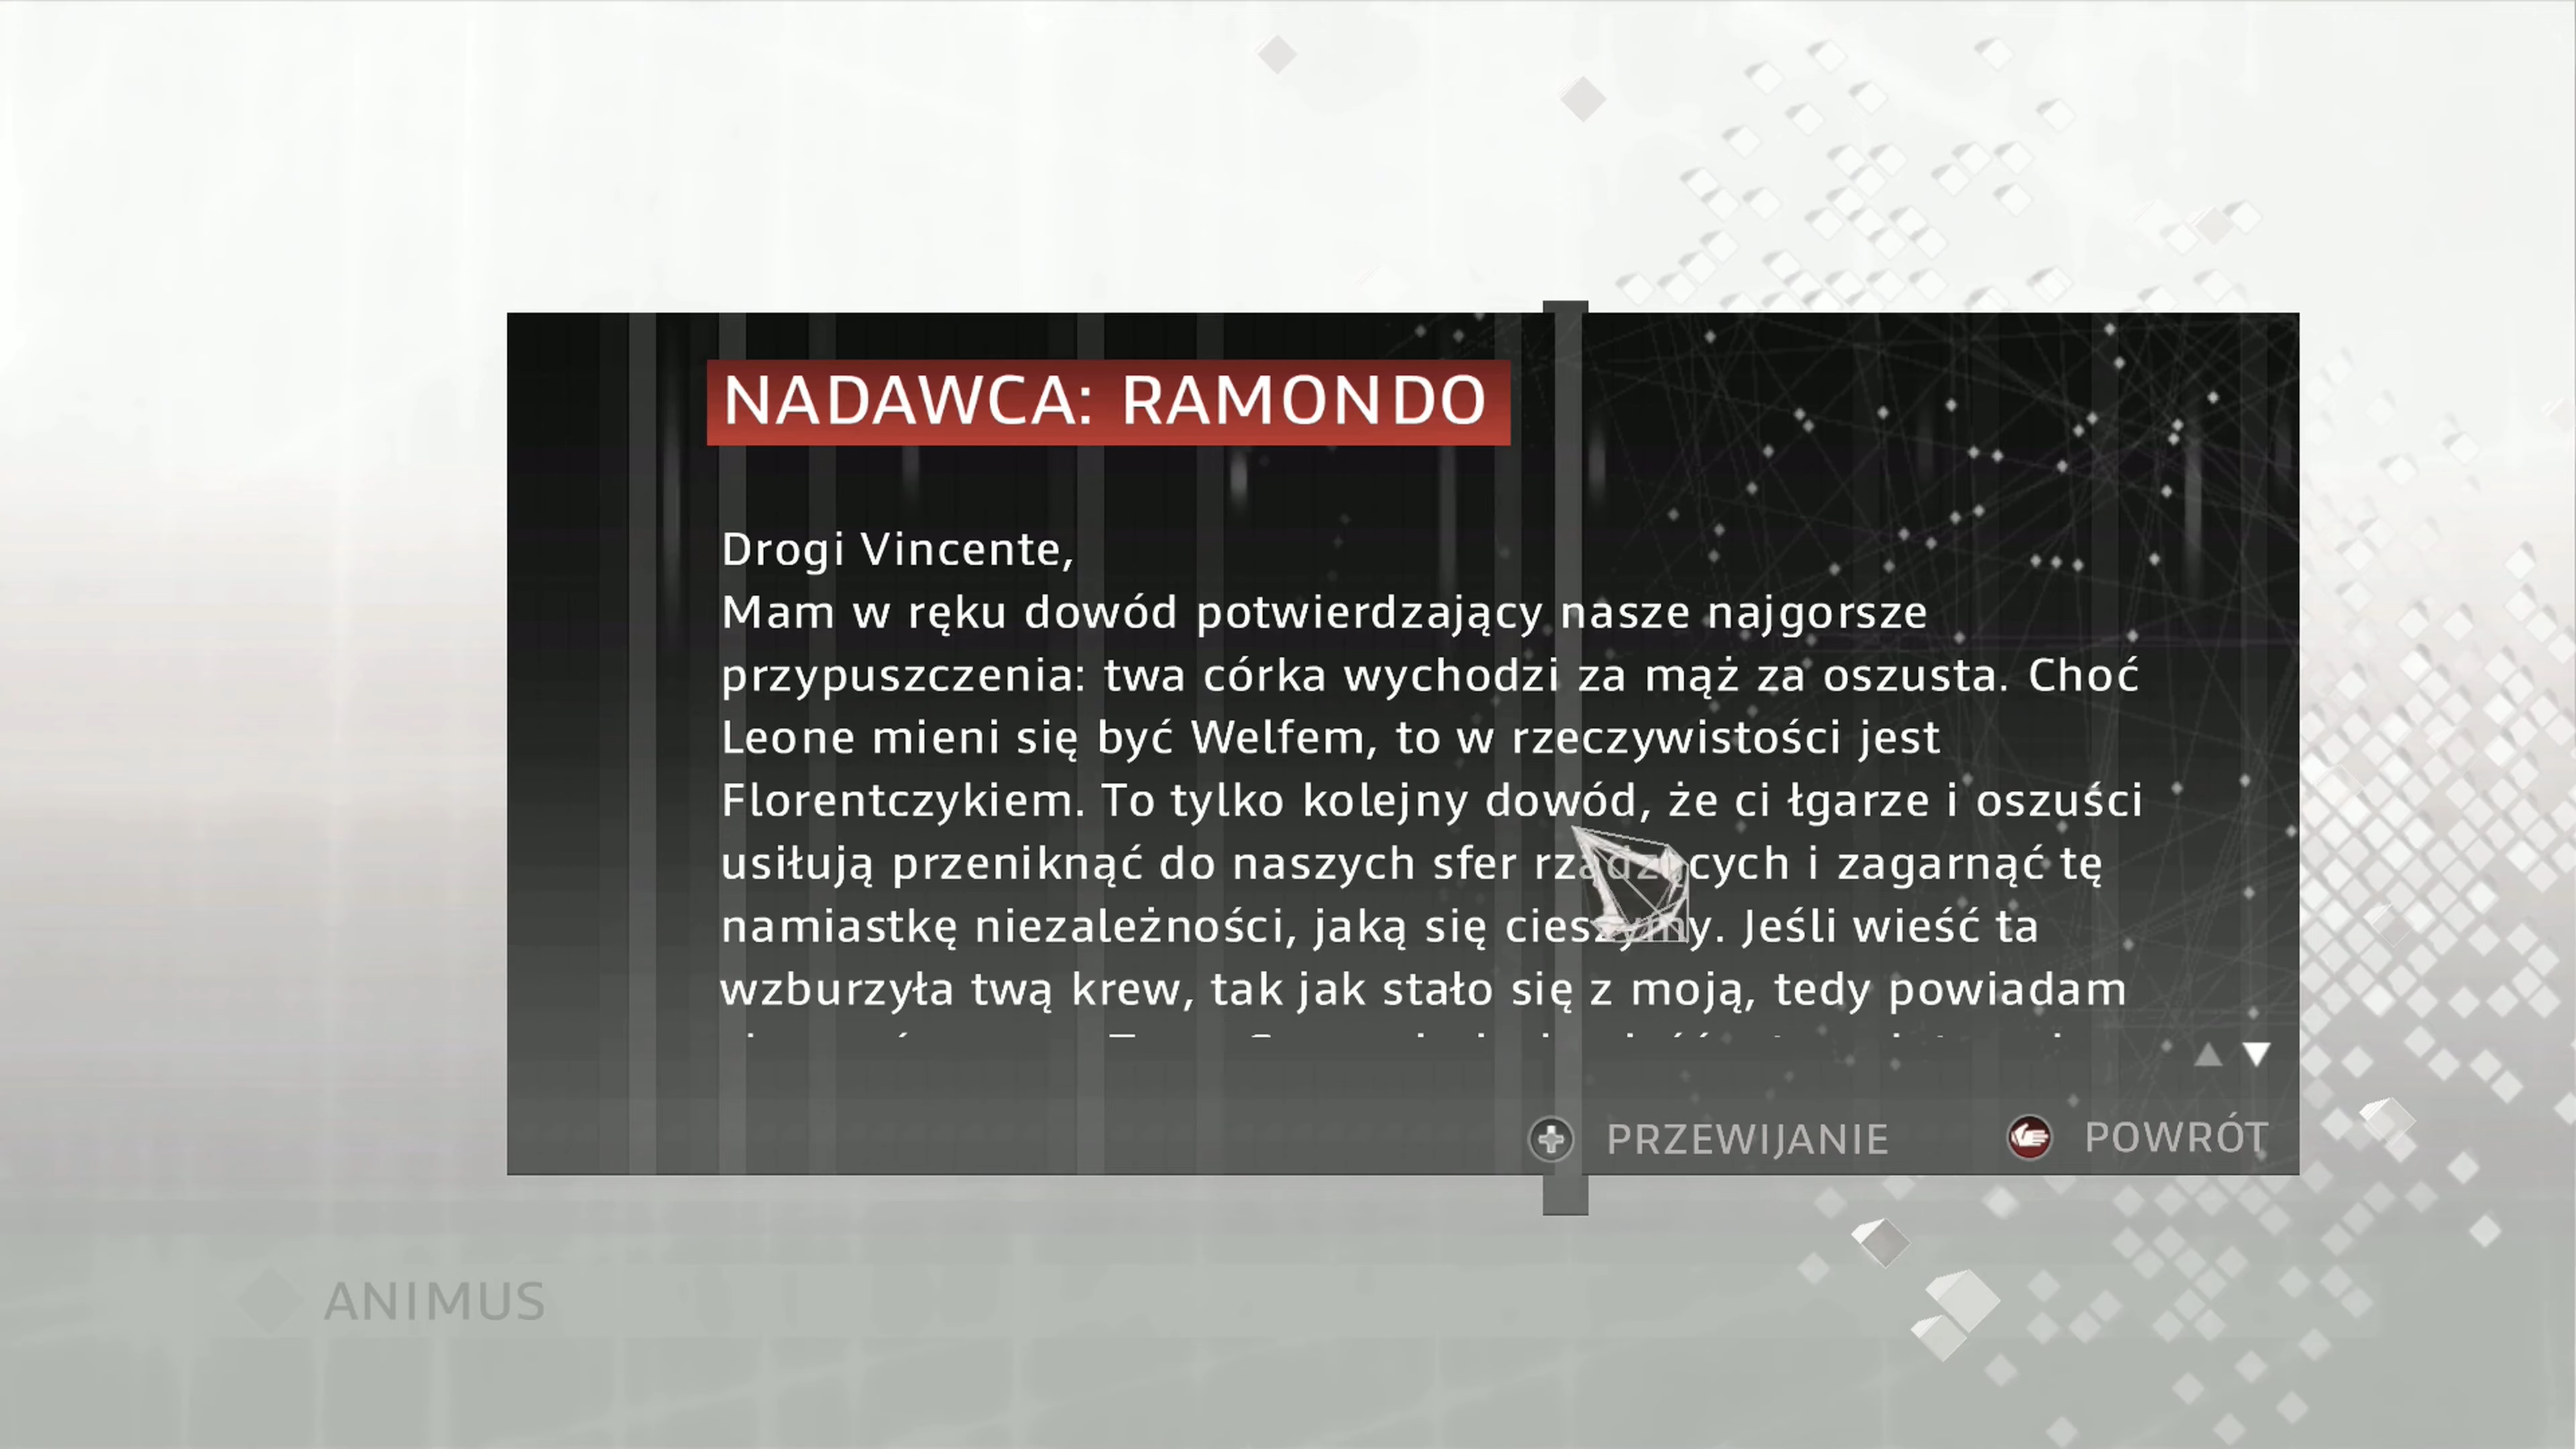 NADAWCA: RAMONDO
Drogi Vincente,
Mam w ręku dowód potwierdzający nasze najgorsze
przypuszczenia: twa córka wychodzi za mąż za oszusta. Choć
Leone mieni się być Welfem, to w rzeczywistości jest
Florentczykiem. To tylko kolejny dowód, że ci łgarze i oszuści
usiłują przeniknąć do naszych sfer rządzących i zagarnąć tę
namiastkę niezależności, jaką się cieszymy. Jeśli wieść ta
wzburzyła twą krew, tak jak stało się z moją, tedy powiadam
PRZEWIJANIE
POWRÓT
ANIMUS